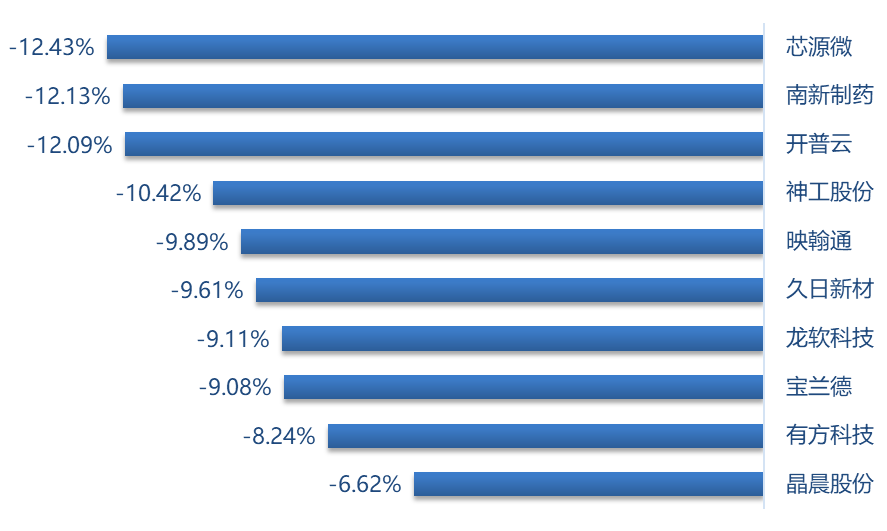 -12.43% 芯源微
-12.13% 南新制药
-12.09% 开普云
-10.42% 神工股份
-9.89% 映翰通
-9.61% 久日新材
-9.11% 龙软科技
-9.08% 宝兰德
-8.24% 有方科技
-6.62% 晶晨股份